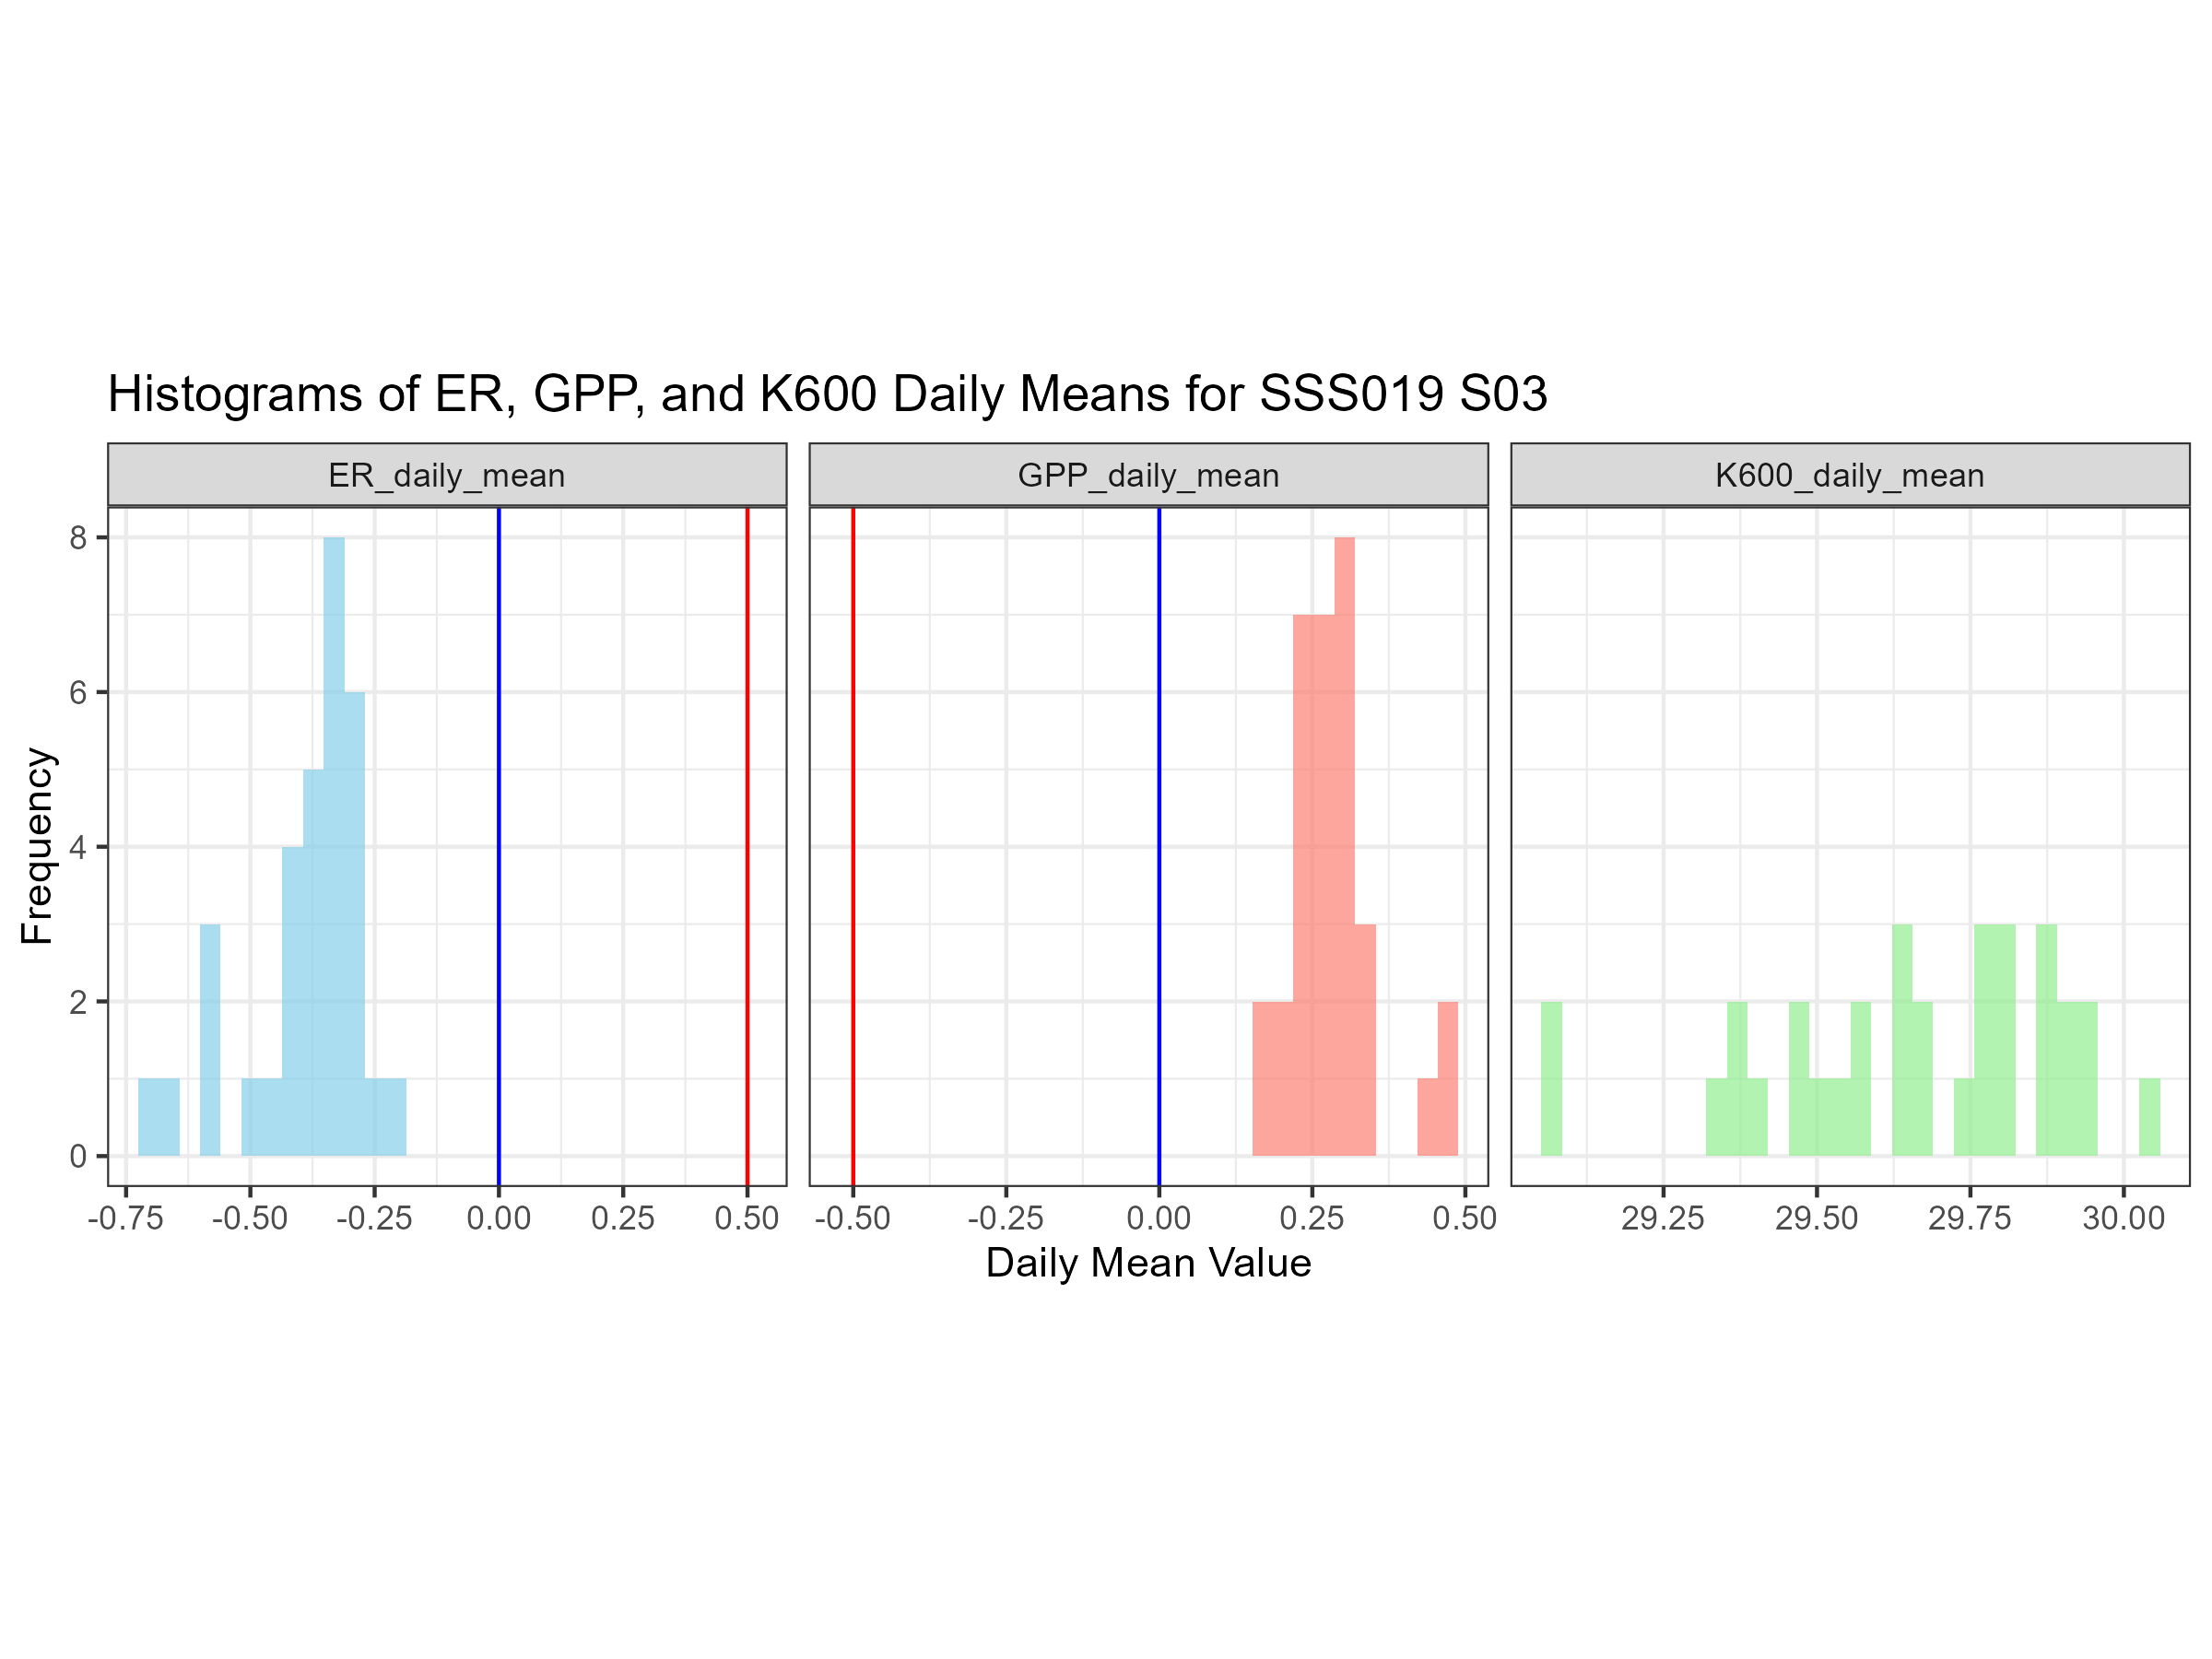 Histograms of ER, GPP, and K600 Daily Means for SSS019 S03
ER_daily_mean GPP_daily_mean K600_daily_mean
8
6
4
2
0
Frequency
-0.75 -0.50 -0.25 0.00 0.25 0.50 -0.50 -0.25 0.00 0.25 0.50 29.25 29.50 29.75 30.00
Daily Mean Value